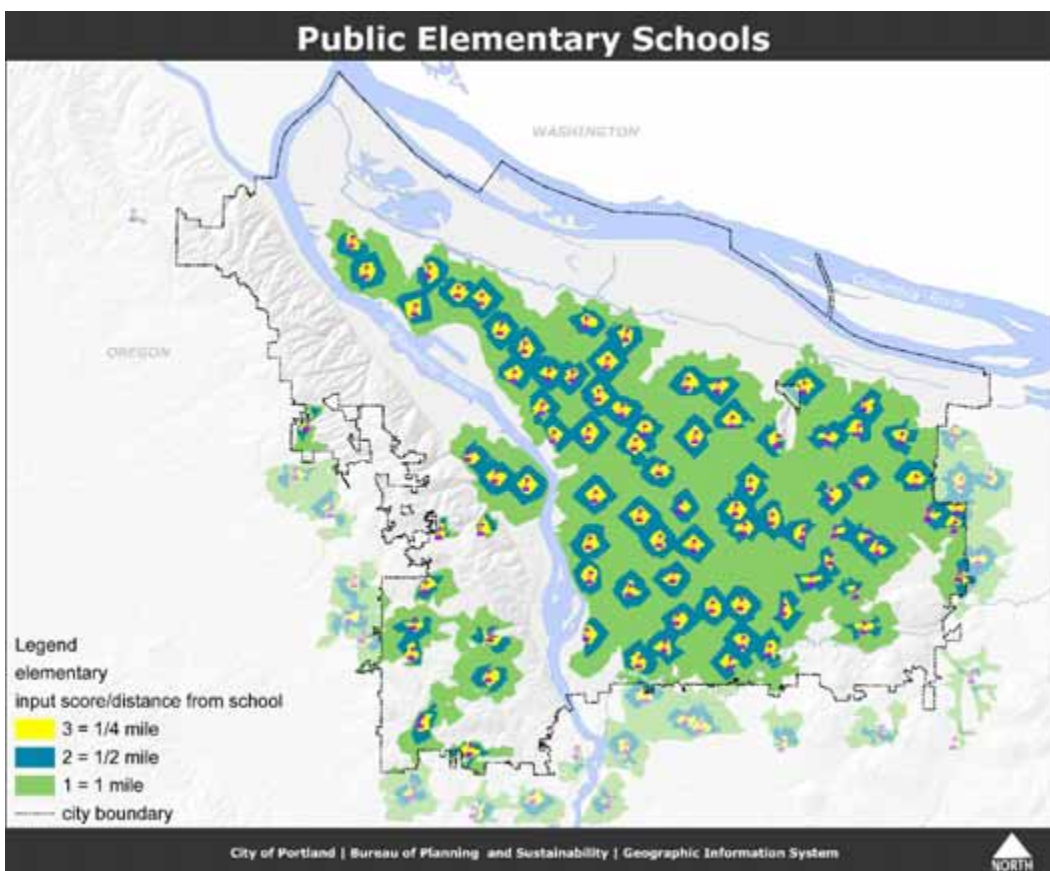 Public Elementary Schools
WASHINGTON
Columbia River
OREGON
Legend
elementary
input score/distance from school
3 = 1/4 mile
2 = 1/2 mile
1 = 1 mile
city boundary
City of Portland | Bureau of Planning and Sustainability | Geographic Information System
NORTH